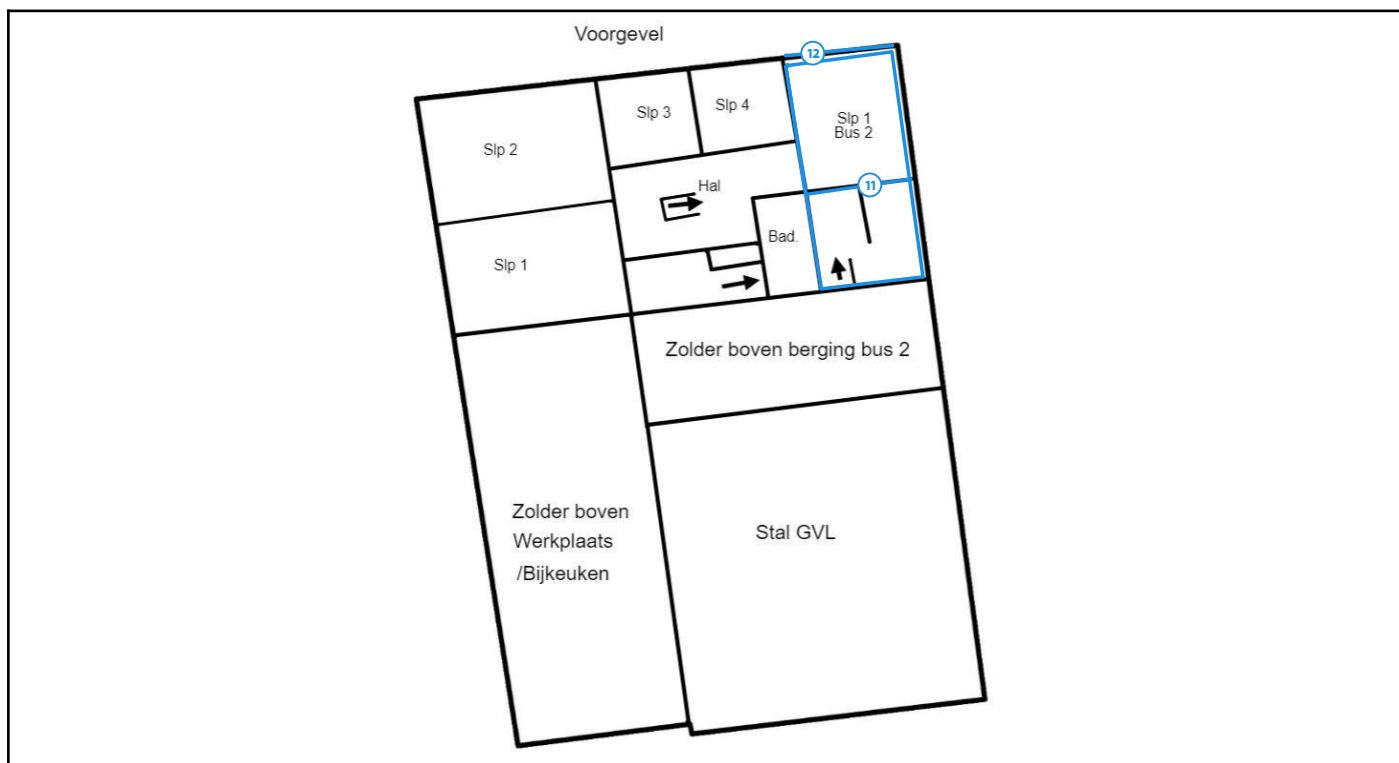 Voorgevel
12
Slp 3
Slp 4
Slp 1
Bus 2
Slp 2
11
Hal
Bad.
Slp 1
Zolder boven berging bus 2
Zolder boven
Werkplaats
/Bijkeuken
Stal GVL